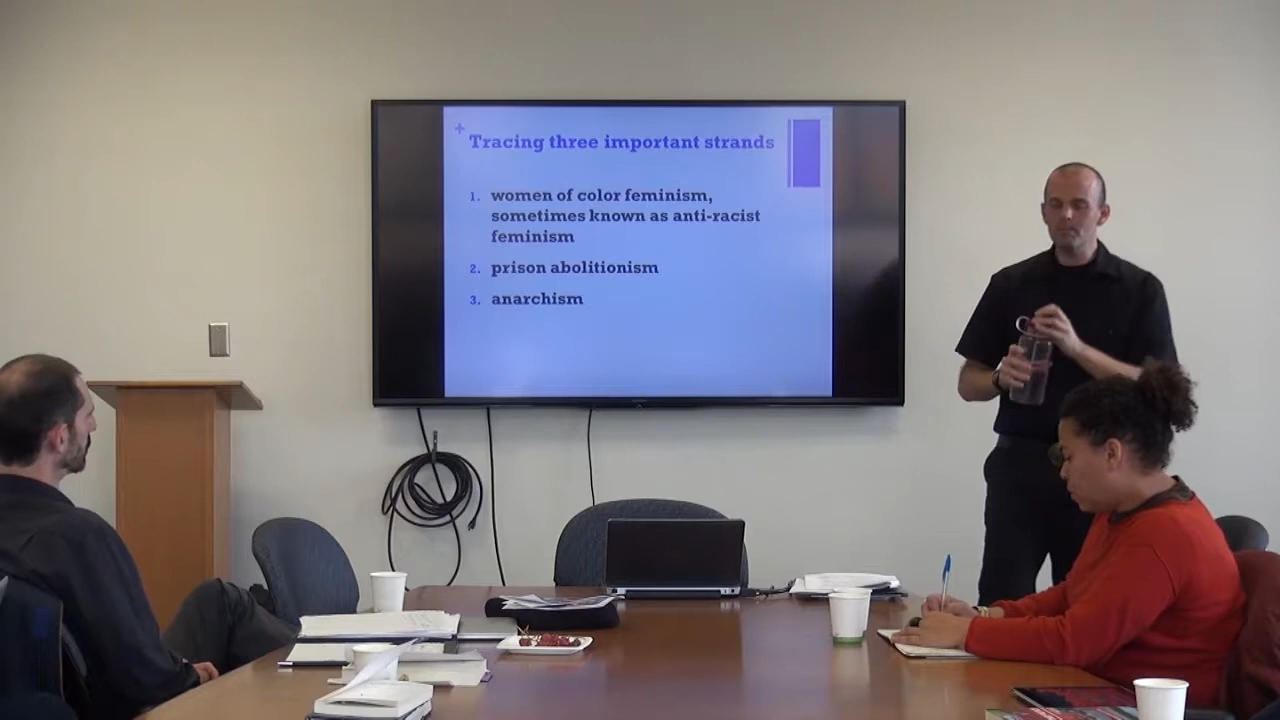 +
Tracing three important strands
1. women of color feminism,
sometimes known as anti-racist
feminism
2. prison abolitionism
3. anarchism